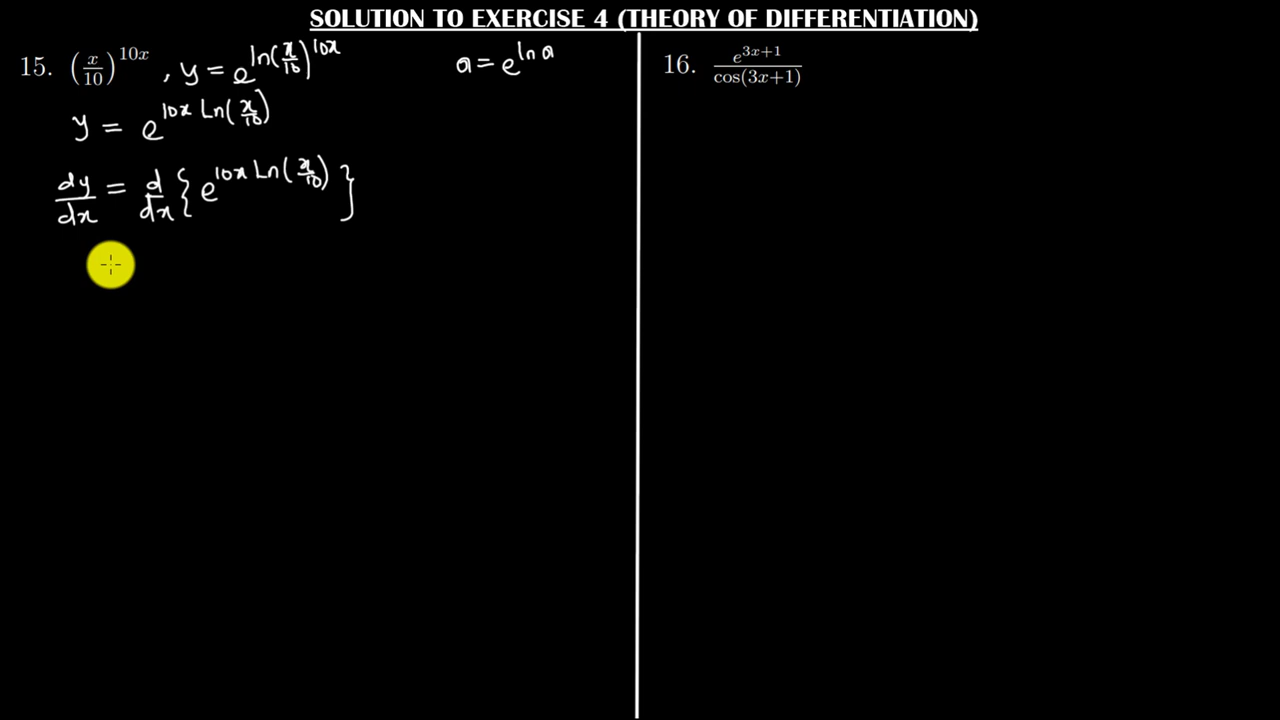 SOLUTION TO EXERCISE 4 (THEORY OF DIFFERENTIATION)
15. (x/10)^{10x} , y = e^{ln(x/10)^{10x}} a = e^{ln a}
y = e^{10x Ln(x/10)}
dy/dx = d/dx { e^{10x Ln(x/10)} }
16. e^{3x+1}/cos(3x+1)